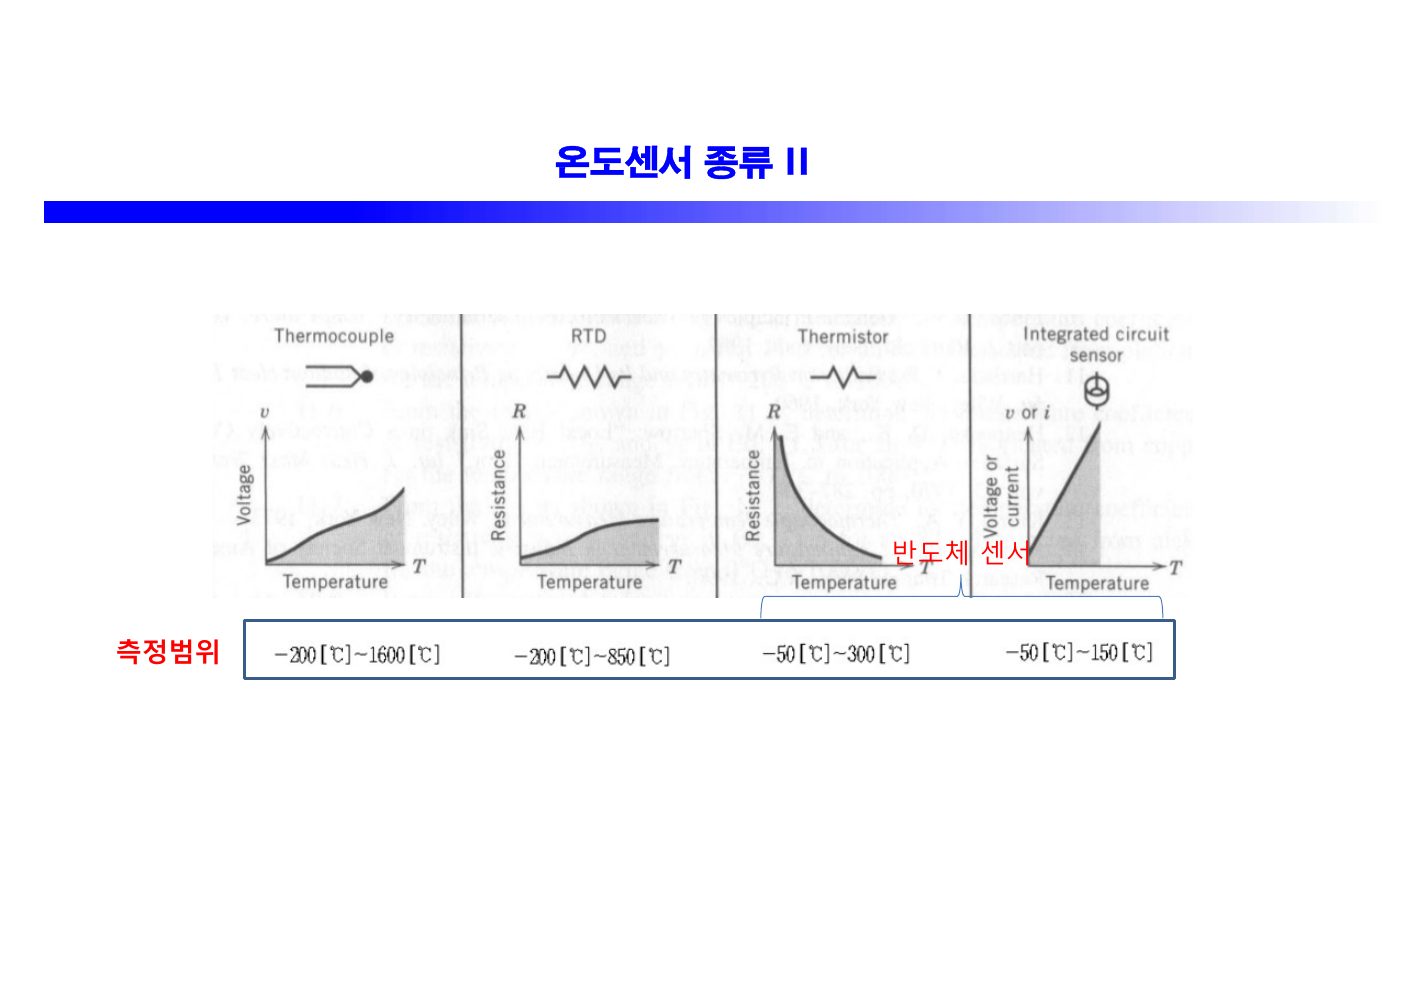 온도센서 종류 II
Thermocouple
v
Voltage
T
Temperature
RTD
R
Resistance
T
Temperature
Thermistor
R
Resistance
T
Temperature
Integrated circuit
sensor
v or i
Voltage or
current
T
Temperature
반도체 센서
측정범위
−200[℃]~1600[℃]
−200[℃]~850[℃]
−50[℃]~300[℃]
−50[℃]~150[℃]